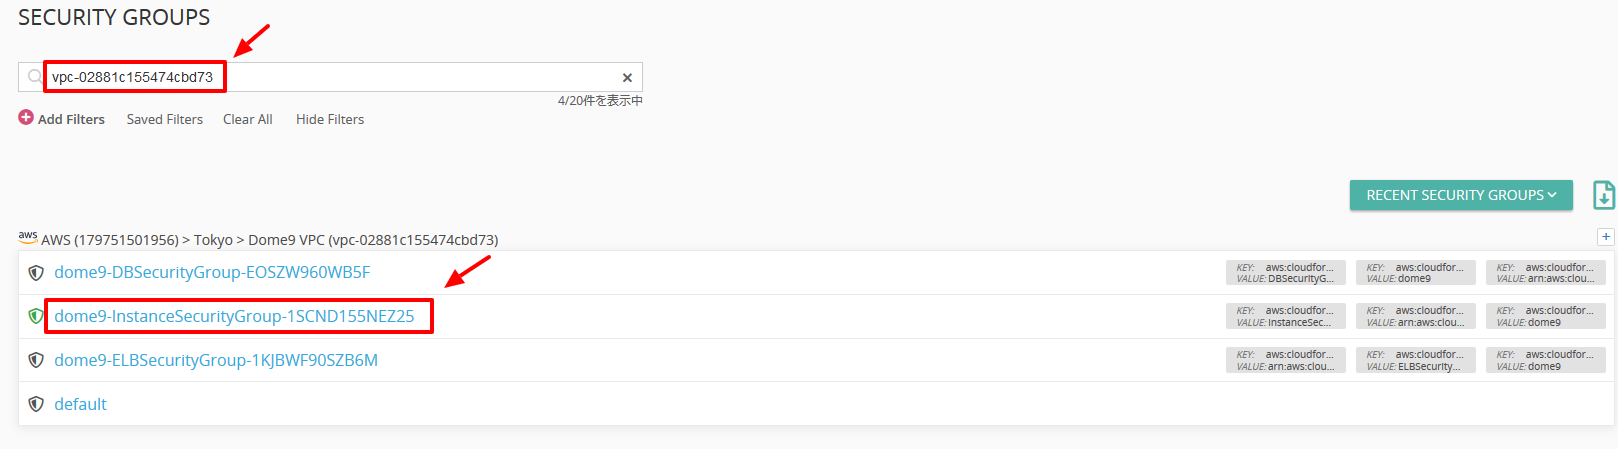 SECURITY GROUPS
vpc-02881c155474cbd73 ×
4/20件を表示中
Add Filters Saved Filters Clear All Hide Filters
RECENT SECURITY GROUPS
aws AWS (179751501956) > Tokyo > Dome9 VPC (vpc-02881c155474cbd73) +
dome9-DBSecurityGroup-EOSZW960WB5F
KEY: aws:cloudfor... KEY: aws:cloudfor... KEY: aws:cloudfor...
VALUE: DBSecurityG... VALUE: dome9 VALUE: arn:aws:clou...
dome9-InstanceSecurityGroup-1SCND155NEZ25
KEY: aws:cloudfor... KEY: aws:cloudfor... KEY: aws:cloudfor...
VALUE: InstanceSec... VALUE: arn:aws:clou... VALUE: dome9
dome9-ELBSecurityGroup-1KJBWF90SZB6M
KEY: aws:cloudfor... KEY: aws:cloudfor... KEY: aws:cloudfor...
VALUE: arn:aws:clou... VALUE: ELBSecurity... VALUE: dome9
default